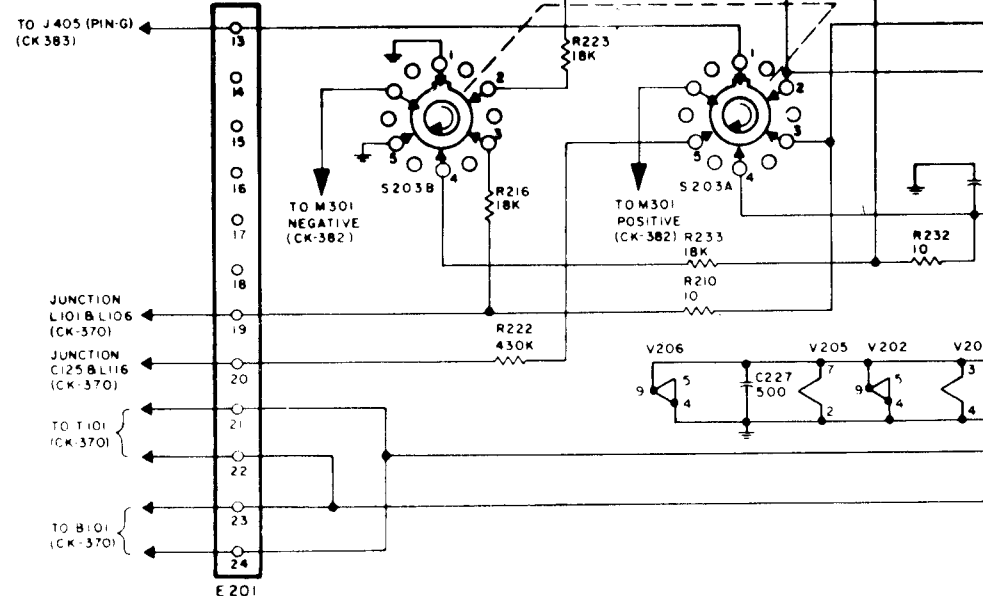 TO J405 (PIN-G)
(CK383)
13
14
15
16
17
18
19
20
21
22
23
24
E201
JUNCTION
L101 & L106
(CK-370)
JUNCTION
C125 & L116
(CK-370)
TO T101
(CK-370)
TO B101
(CK-370)
1
2
3
4
5
S203B
TO M301
NEGATIVE
(CK-382)
R223
18K
R216
18K
1
2
3
4
5
S203A
TO M301
POSITIVE
(CK-382)
R233
18K
R210
10
R232
10
R222
430K
V206
9
5
4
C227
500
V205
7
2
V202
9
5
4
V20
3
4